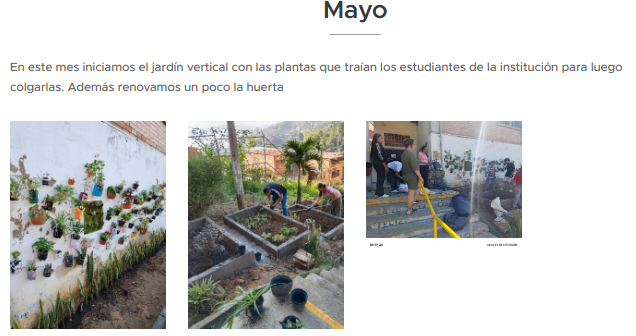 Mayo
En este mes iniciamos el jardín vertical con las plantas que traían los estudiantes de la institución para luego
colgarlas. Además renovamos un poco la huerta